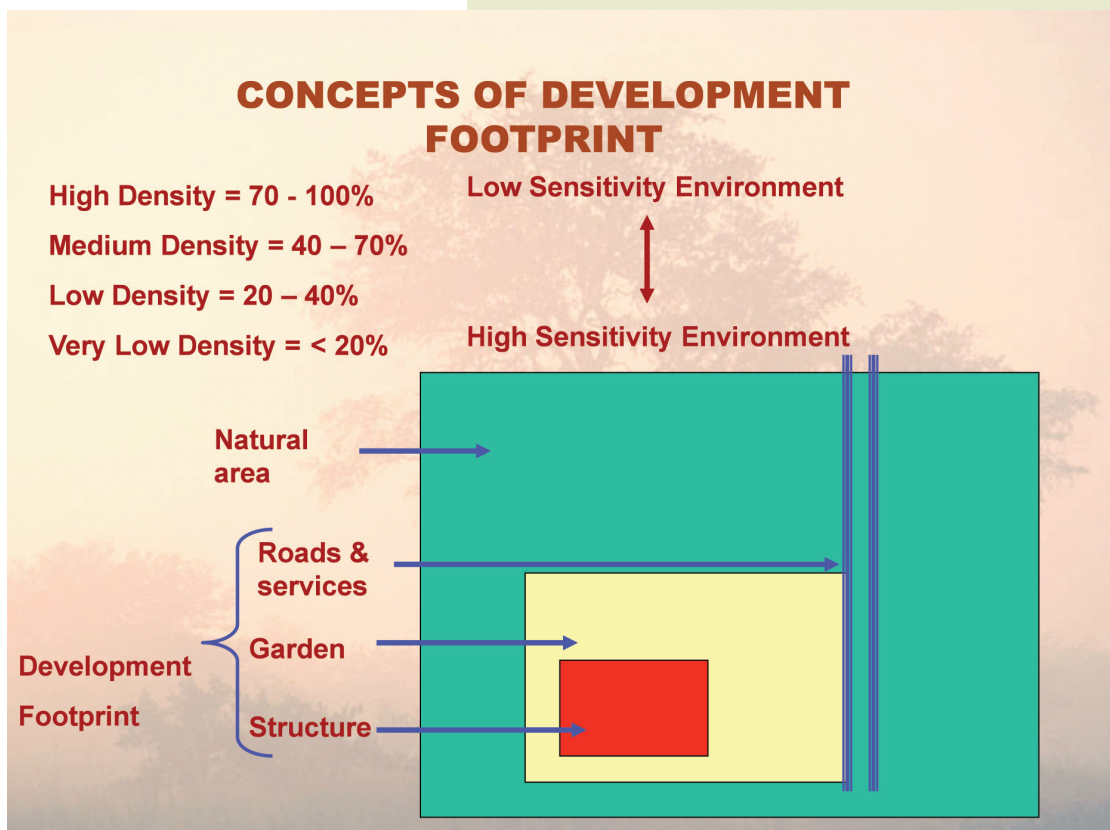 CONCEPTS OF DEVELOPMENT
FOOTPRINT
High Density = 70 - 100%
Medium Density = 40 – 70%
Low Density = 20 – 40%
Very Low Density = < 20%
Low Sensitivity Environment
High Sensitivity Environment
Natural
area
Roads &
services
Garden
Structure
Development
Footprint